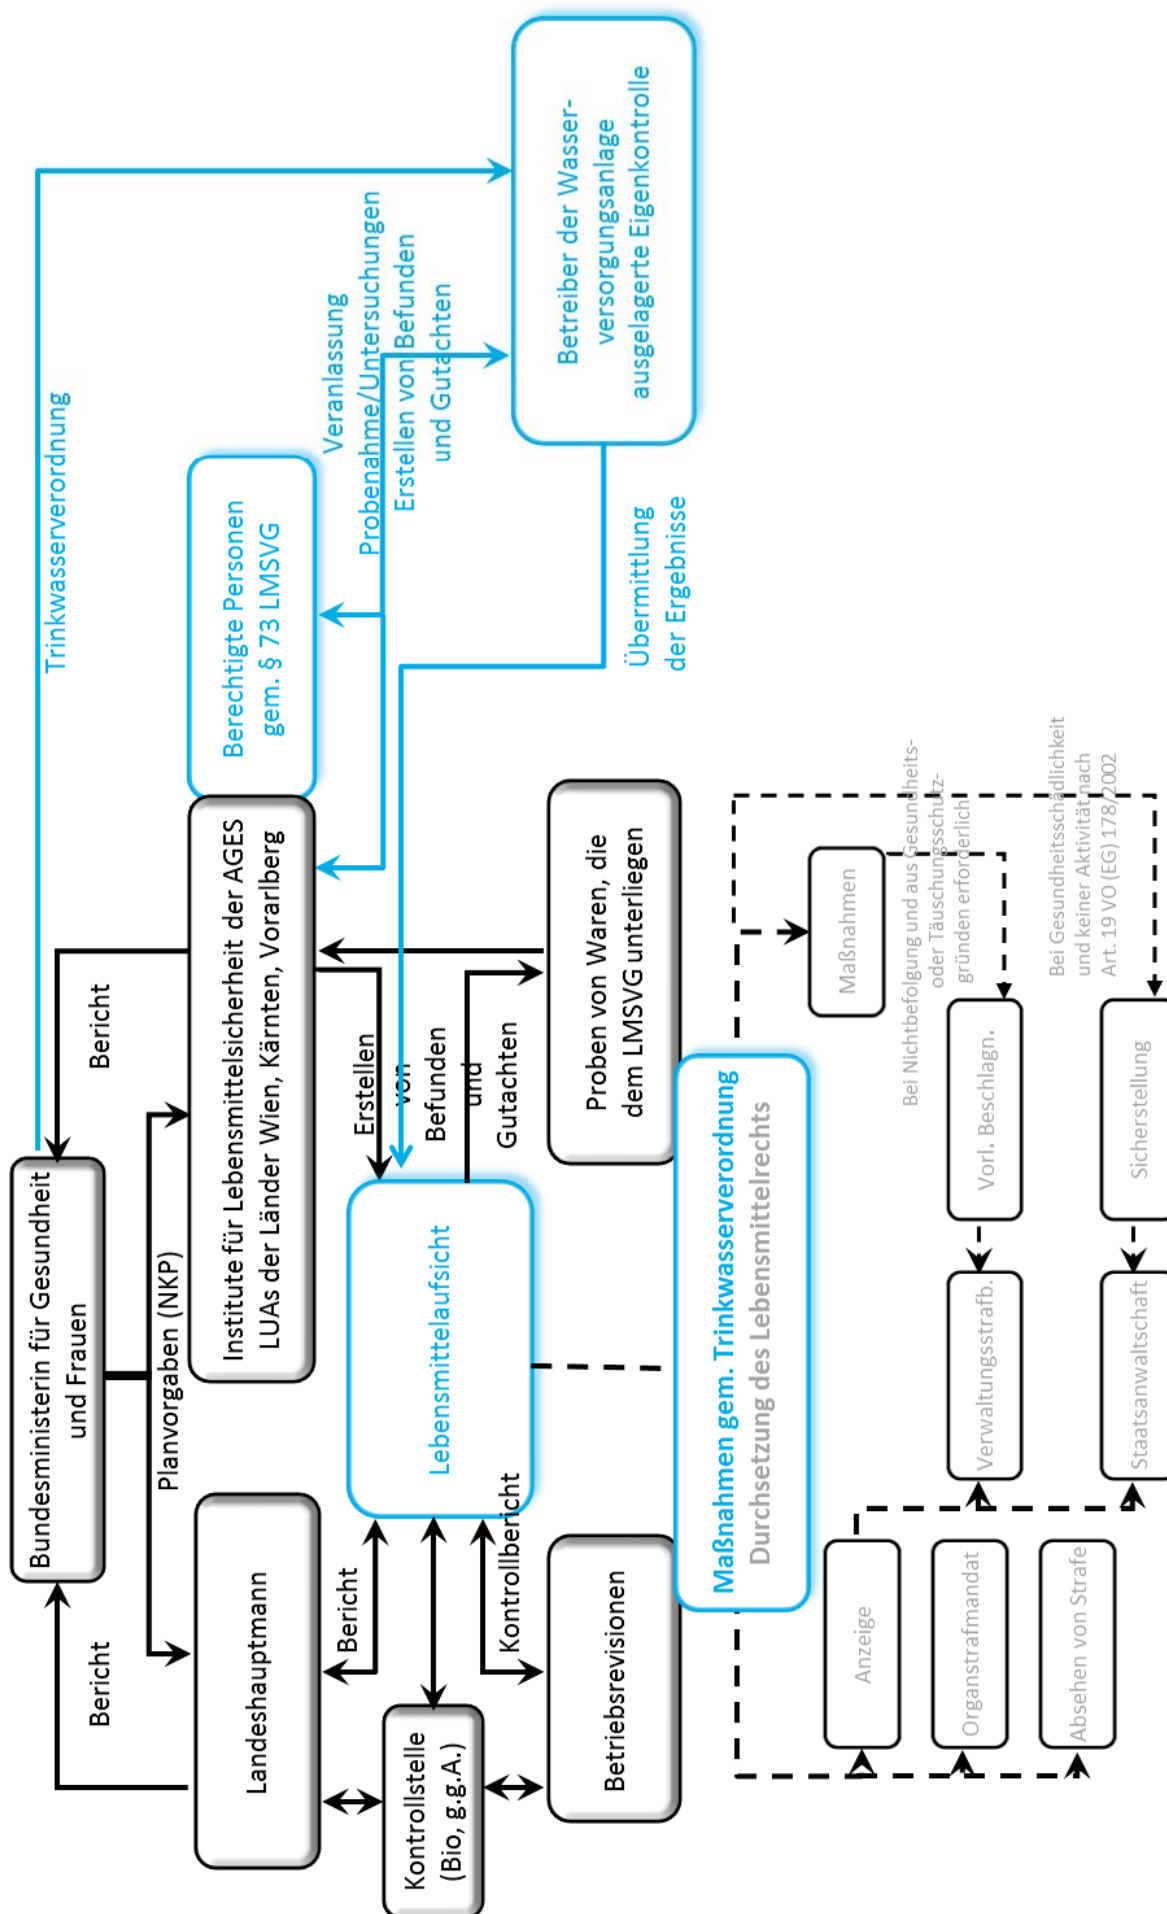 Bundesministerin für Gesundheit
und Frauen
Trinkwasserverordnung
Bericht
Bericht
Planvorgaben (NKP)
Landeshauptmann
Institute für Lebensmittelsicherheit der AGES
LUAs der Länder Wien, Kärnten, Vorarlberg
Berechtigte Personen
gem. § 73 LMSVG
Veranlassung
Probenahme/Untersuchungen
Erstellen von Befunden
und Gutachten
Bericht
Erstellen
von
Befunden
und
Gutachten
Kontrollstelle
(Bio, g.g.A.)
Lebensmittelaufsicht
Kontrollbericht
Betreiber der Wasser-
versorgungsanlage
ausgelagerte Eigenkontrolle
Übermittlung
der Ergebnisse
Betriebsrevisionen
Proben von Waren, die
dem LMSVG unterliegen
Maßnahmen gem. Trinkwasserverordnung
Durchsetzung des Lebensmittelrechts
Anzeige
Maßnahmen
Bei Nichtbefolgung und aus Gesundheits-
oder Täuschungsschutz-
gründen erforderlich
Organstrafmandat
Verwaltungsstrafb.
Vorl. Beschlagn.
Bei Gesundheitsschädlichkeit
und keiner Aktivität nach
Art. 19 VO (EG) 178/2002
Absehen von Strafe
Staatsanwaltschaft
Sicherstellung